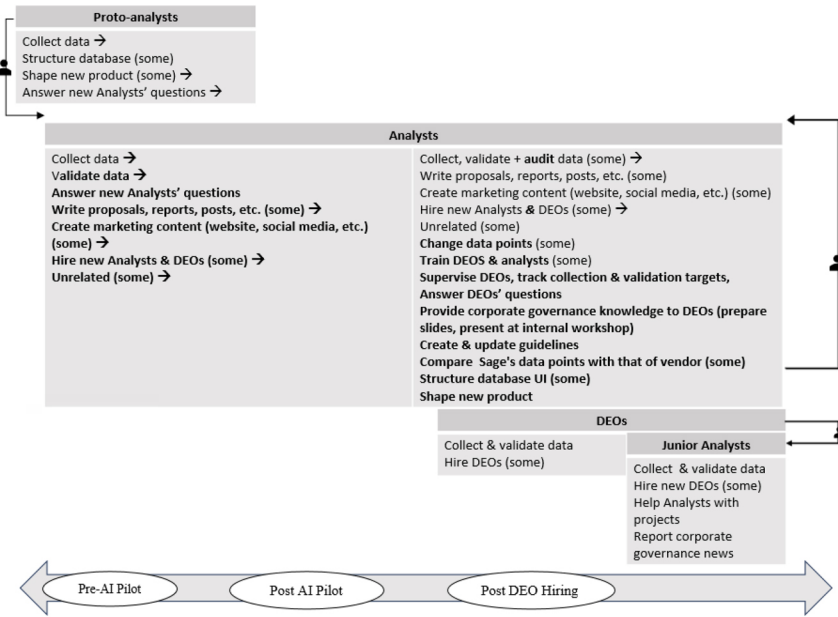 Proto-analysts
Collect data →
Structure database (some)
Shape new product (some) →
Answer new Analysts' questions →
Analysts
Collect data →
Validate data →
Answer new Analysts' questions
Write proposals, reports, posts, etc. (some) →
Create marketing content (website, social media, etc.)
(some) →
Hire new Analysts & DEOs (some) →
Unrelated (some) →
Collect, validate + audit data (some) →
Write proposals, reports, posts, etc. (some)
Create marketing content (website, social media, etc.) (some)
Hire new Analysts & DEOs (some) →
Unrelated (some)
Change data points (some)
Train DEOS & analysts (some)
Supervise DEOs, track collection & validation targets,
Answer DEOs' questions
Provide corporate governance knowledge to DEOs (prepare
slides, present at internal workshop)
Create & update guidelines
Compare Sage's data points with that of vendor (some)
Structure database UI (some)
Shape new product
DEOs
Collect & validate data
Hire DEOs (some)
Junior Analysts
Collect & validate data
Hire new DEOs (some)
Help Analysts with
projects
Report corporate
governance news
Pre-AI Pilot
Post AI Pilot
Post DEO Hiring